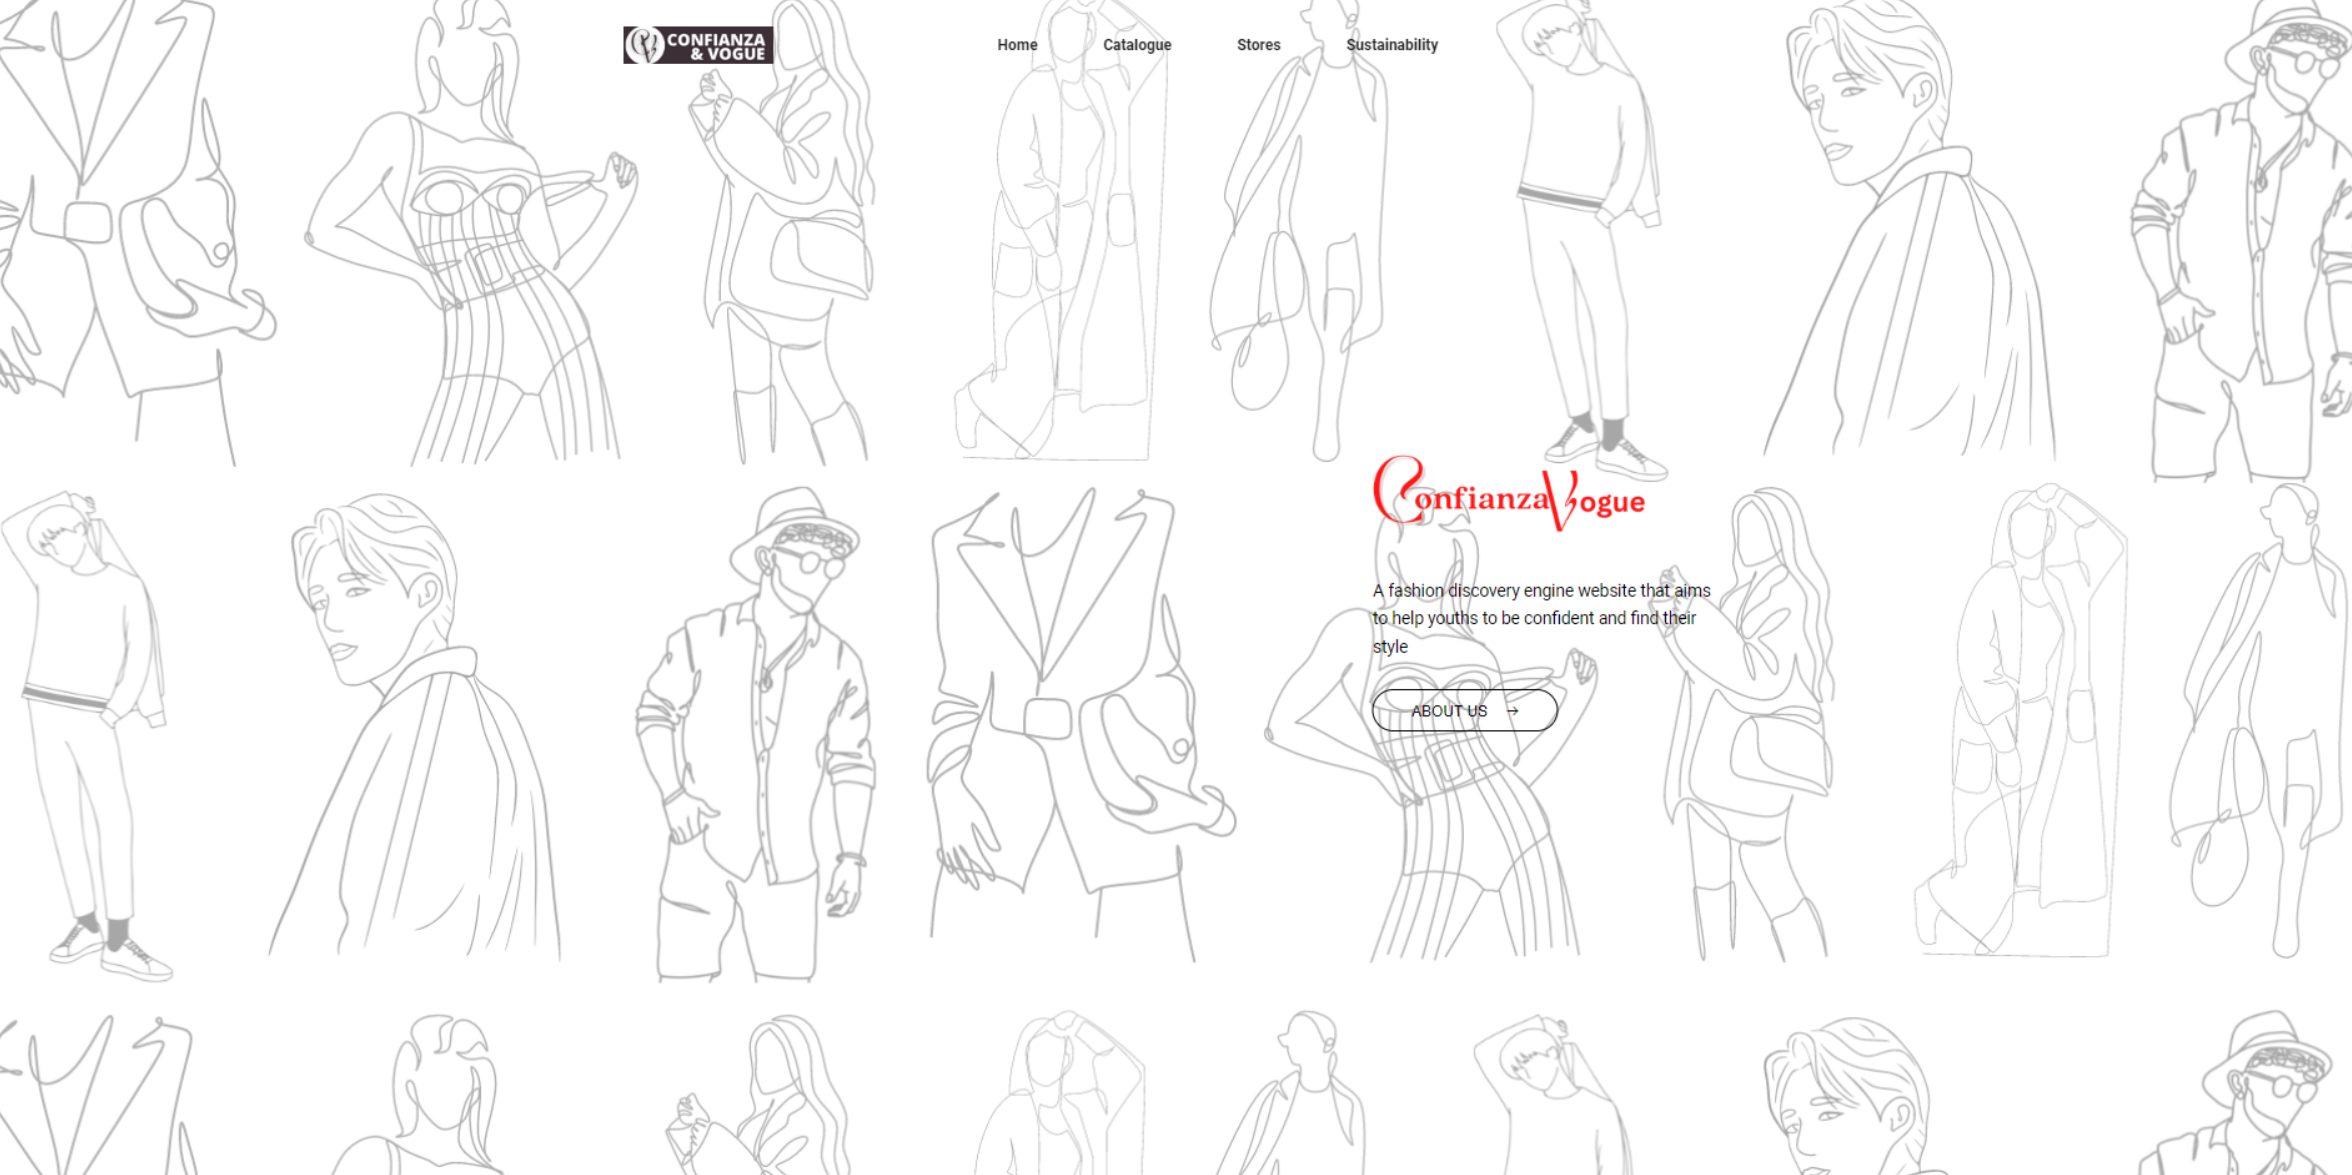 CONFIANZA
& VOGUE
Home Catalogue Stores Sustainability
ConfianzaVogue
A fashion discovery engine website that aims
to help youths to be confident and find their
style
ABOUT US →